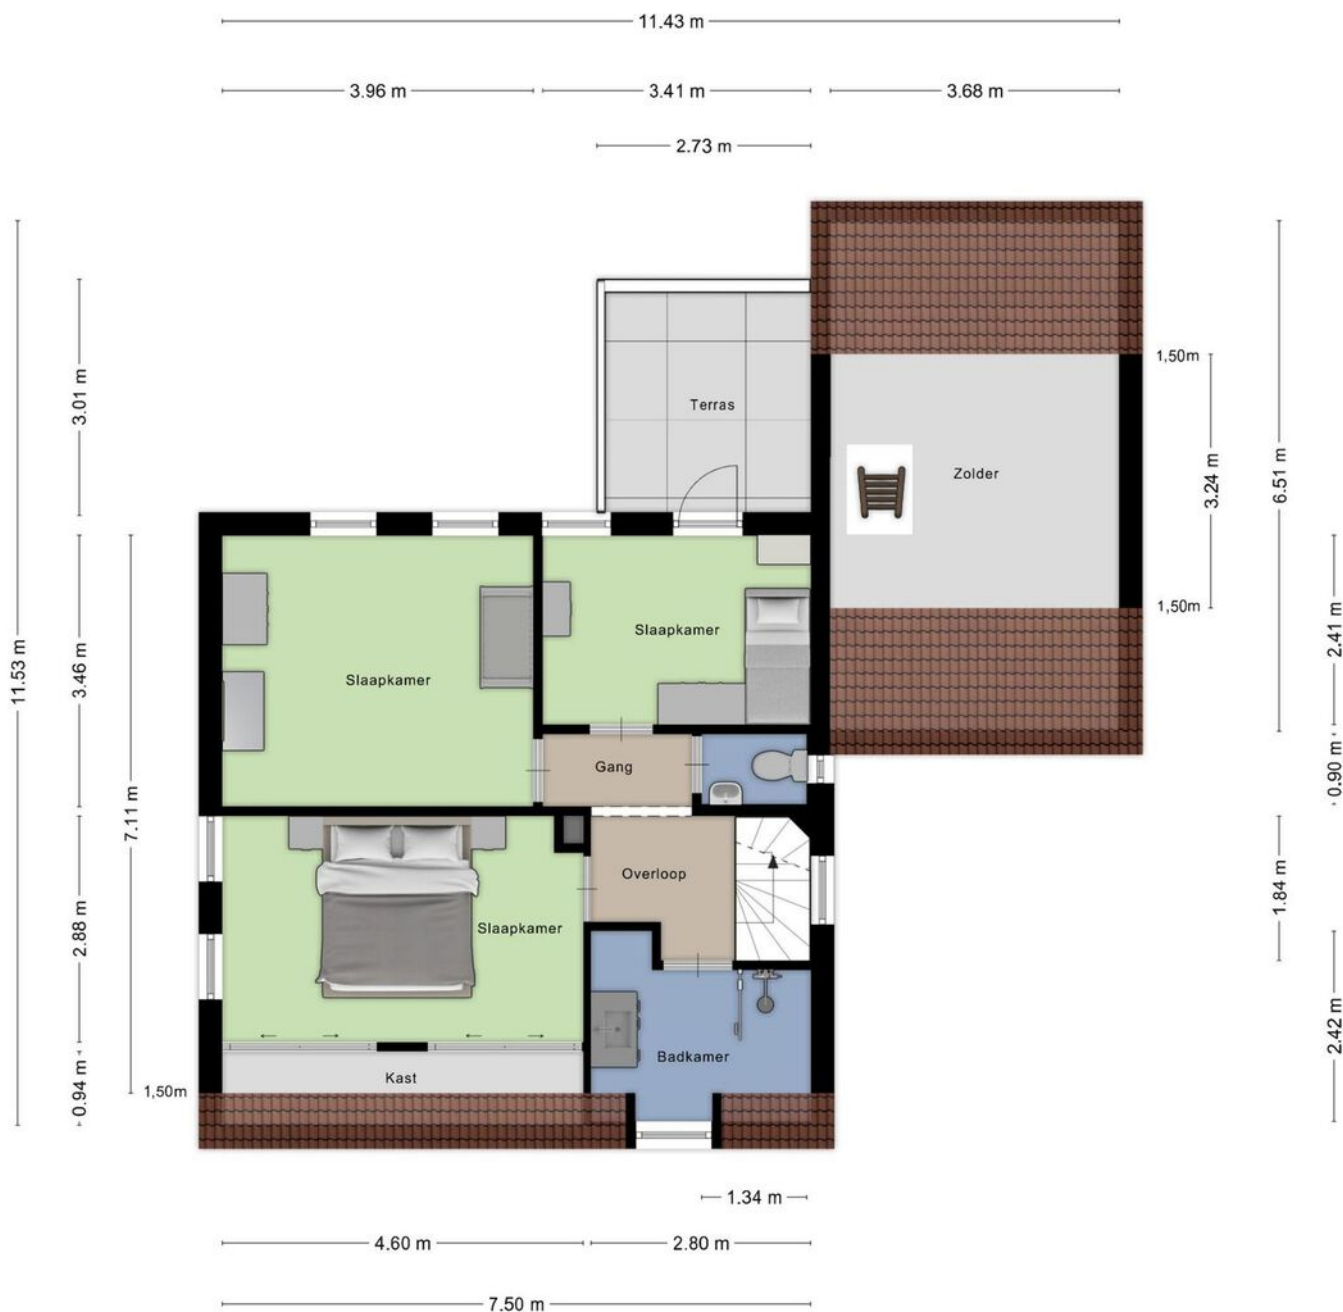 11.43 m
3.96 m
3.41 m
3.68 m
2.73 m
1,50m
Terras
3.01 m
Zolder
3.24 m
6.51 m
1,50m
Slaapkamer
2.41 m
11.53 m
3.46 m
Slaapkamer
Gang
0.90 m
7.11 m
Overloop
1.84 m
2.88 m
Slaapkamer
Badkamer
2.42 m
Kast
0.94 m
1,50m
1.34 m
4.60 m
2.80 m
7.50 m